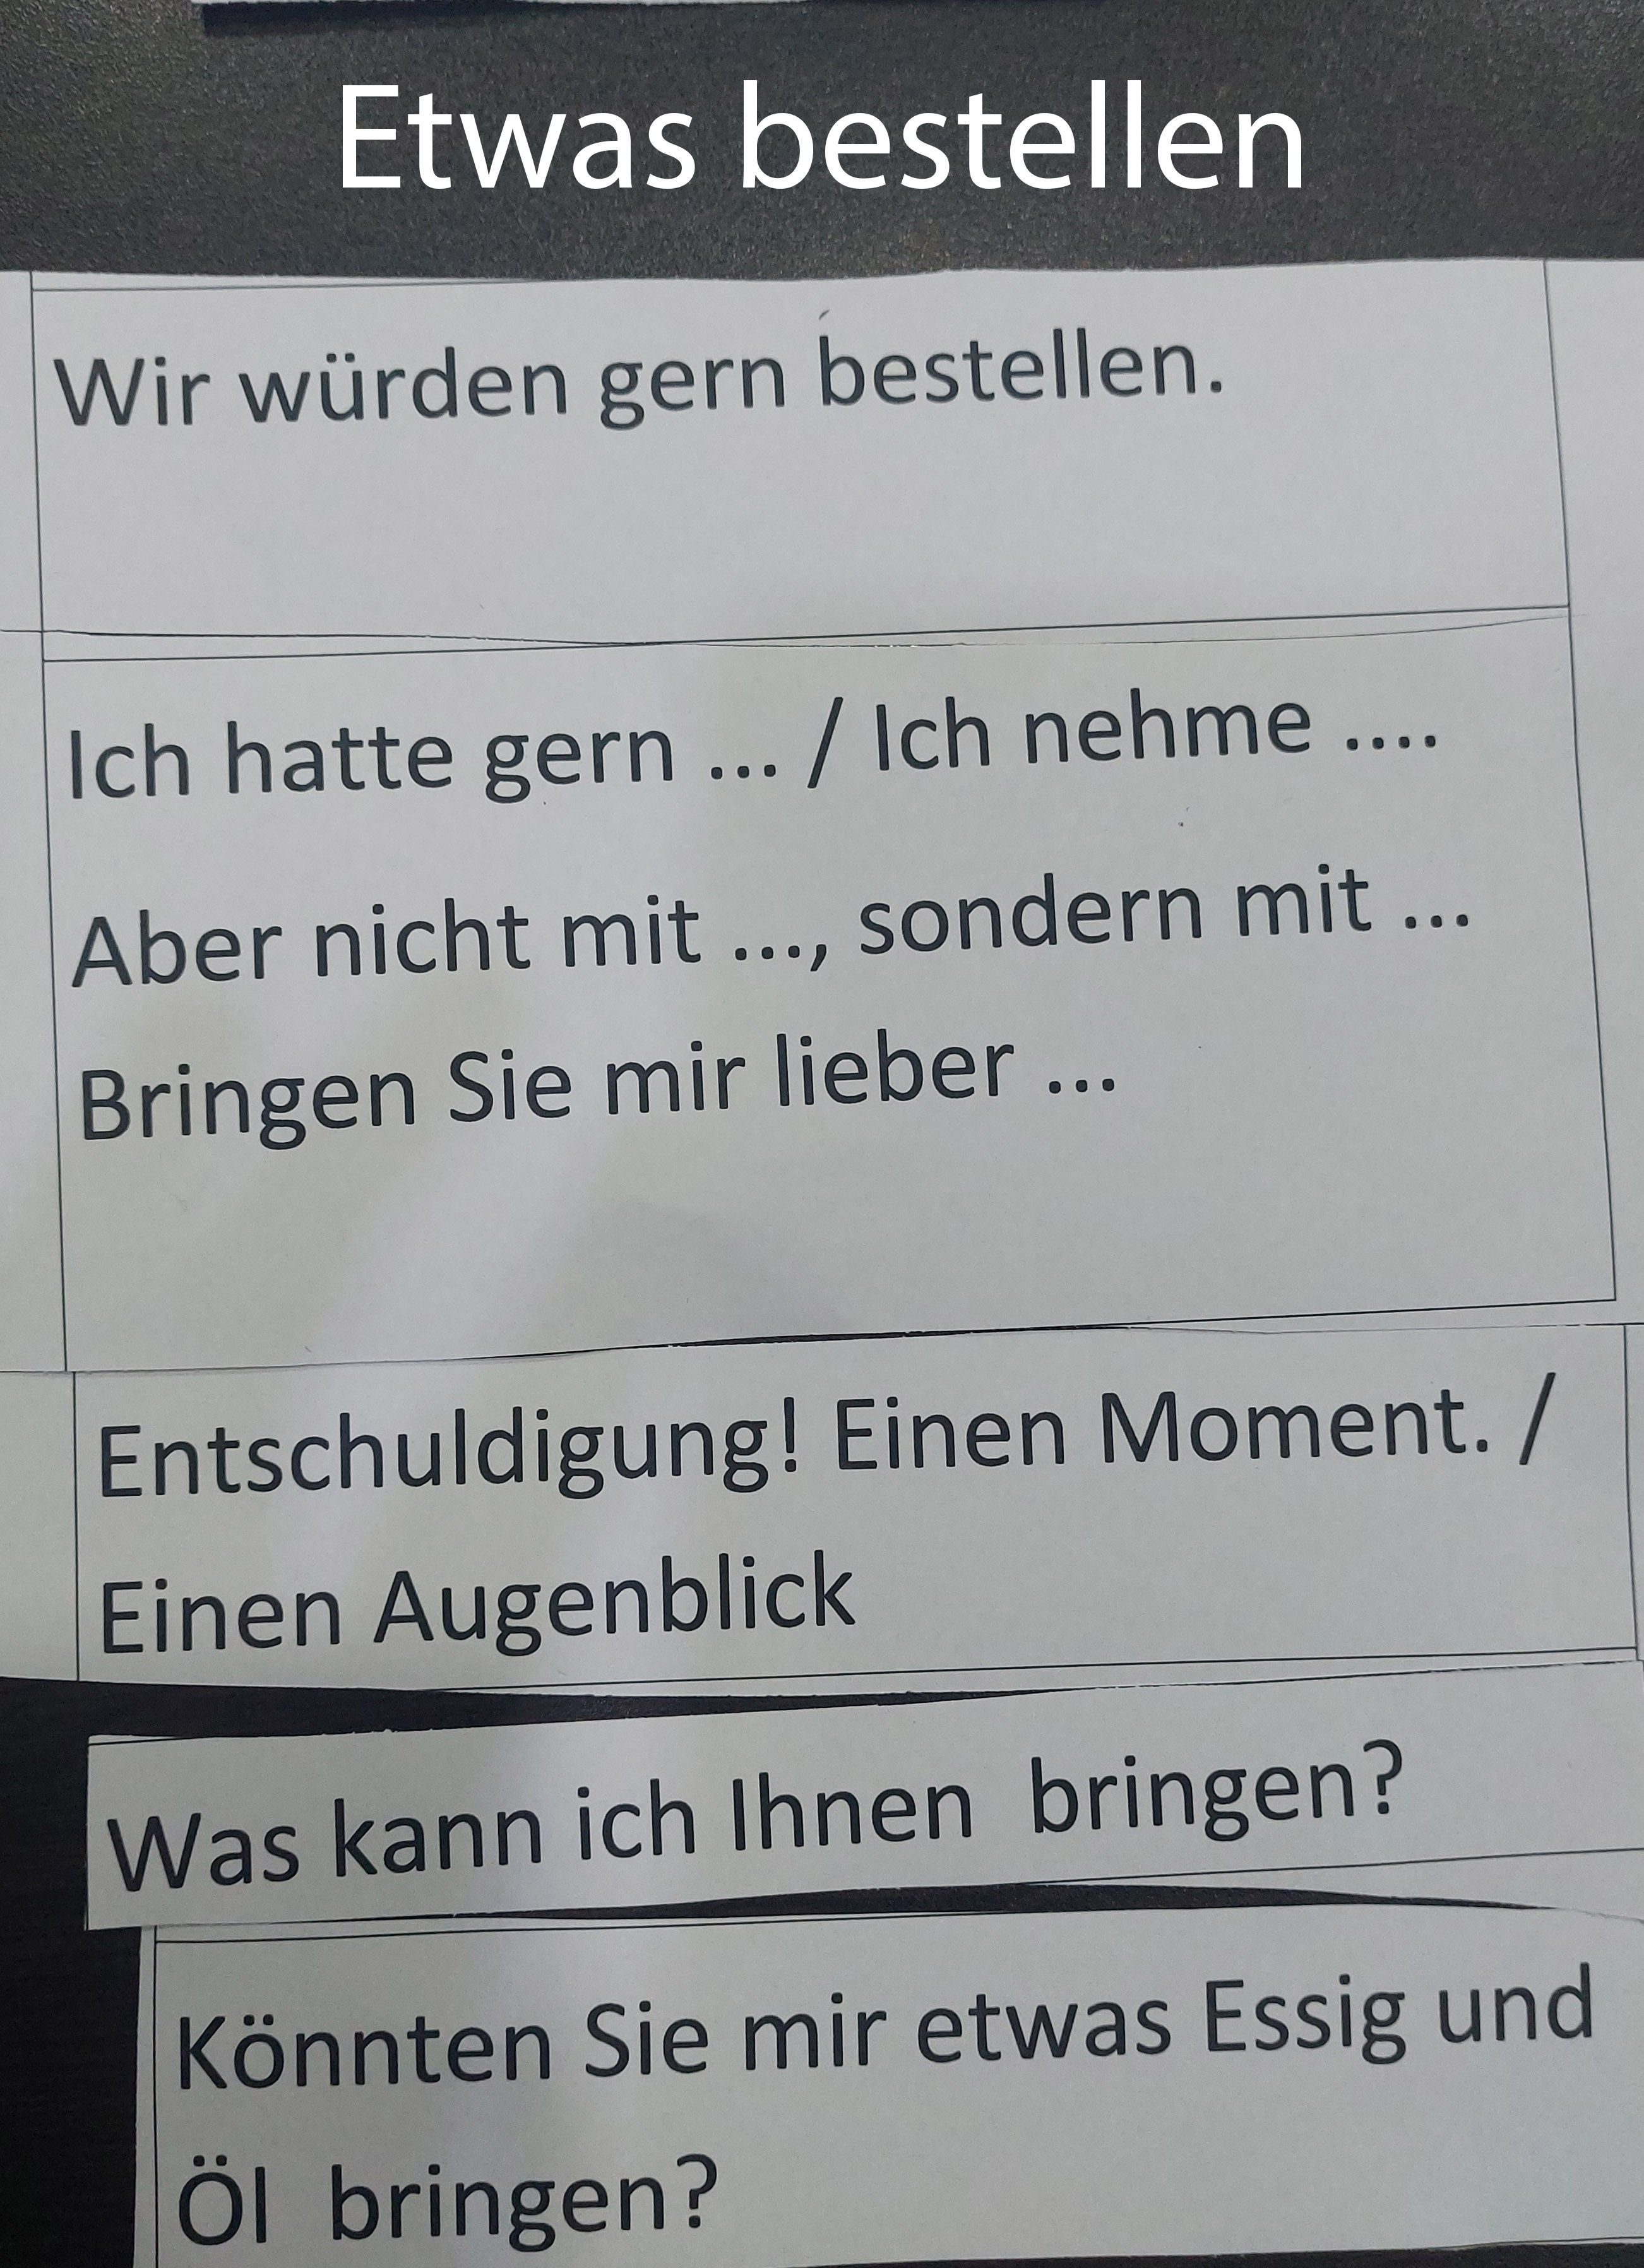 Etwas bestellen
Wir würden gern bestellen.
Ich hatte gern ... / Ich nehme ....
Aber nicht mit ..., sondern mit ...
Bringen Sie mir lieber ...
Entschuldigung! Einen Moment. /
Einen Augenblick
Was kann ich Ihnen  bringen?
Könnten Sie mir etwas Essig und
Öl  bringen?